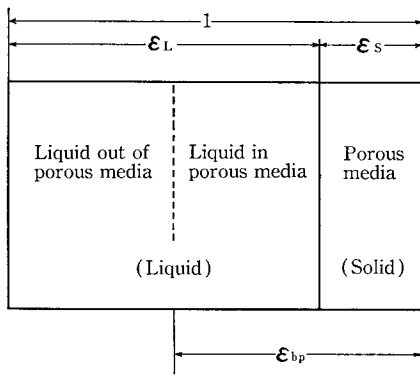 1
εL
εs
Liquid out of porous media
Liquid in porous media
Porous media
(Liquid)
(Solid)
εbp